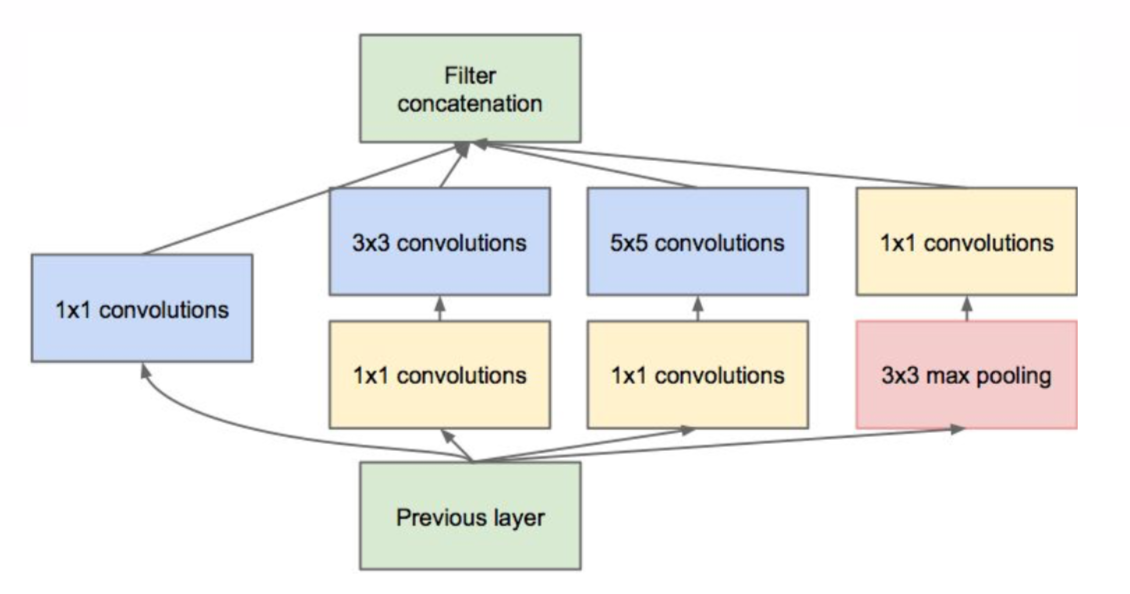 Filter
concatenation
3x3 convolutions
5x5 convolutions
1x1 convolutions
1x1 convolutions
1x1 convolutions
1x1 convolutions
3x3 max pooling
Previous layer